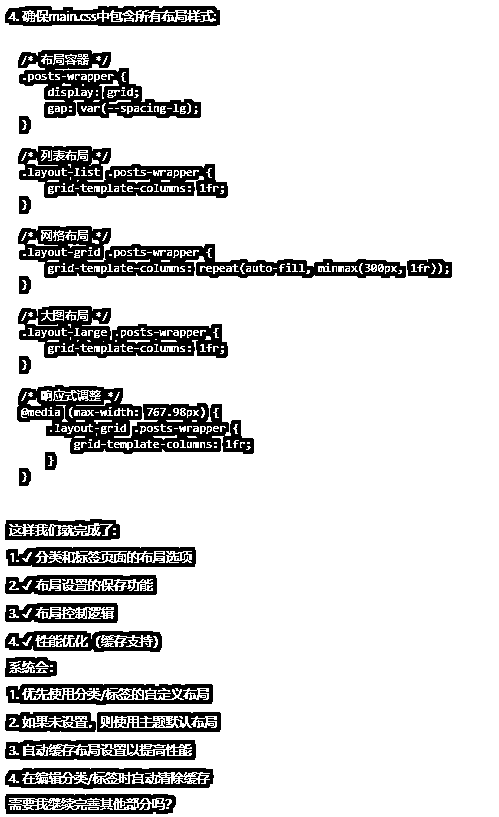 4. 确保main.css中包含所有布局样式:
/* 布局容器 */
.posts-wrapper {
display: grid;
gap: var(--spacing-lg);
}
/* 列表布局 */
.layout-list .posts-wrapper {
grid-template-columns: 1fr;
}
/* 网格布局 */
.layout-grid .posts-wrapper {
grid-template-columns: repeat(auto-fill, minmax(300px, 1fr));
}
/* 大图布局 */
.layout-large .posts-wrapper {
grid-template-columns: 1fr;
}
/* 响应式调整 */
@media (max-width: 767.98px) {
.layout-grid .posts-wrapper {
grid-template-columns: 1fr;
}
}
这样我们就完成了:
1.✓ 分类和标签页面的布局选项
2.✓ 布局设置的保存功能
3.✓ 布局控制逻辑
4.✓ 性能优化（缓存支持）
系统会:
1. 优先使用分类/标签的自定义布局
2. 如果未设置，则使用主题默认布局
3. 自动缓存布局设置以提高性能
4. 在编辑分类/标签时自动清除缓存
需要我继续完善其他部分吗?